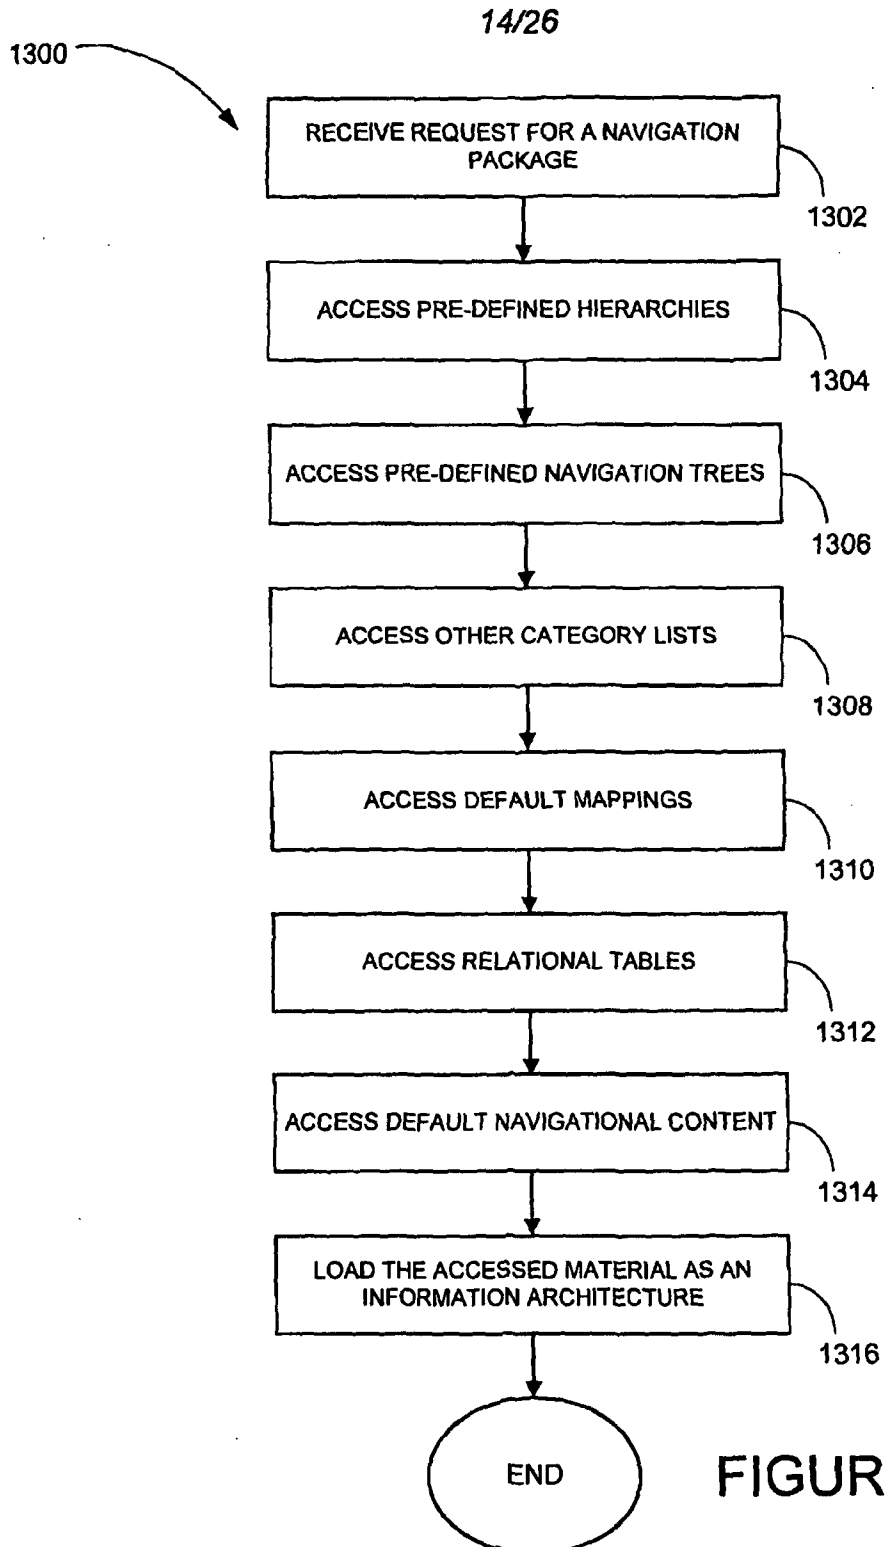 14/26
1300
RECEIVE REQUEST FOR A NAVIGATION
PACKAGE
1302
ACCESS PRE-DEFINED HIERARCHIES
1304
ACCESS PRE-DEFINED NAVIGATION TREES
1306
ACCESS OTHER CATEGORY LISTS
1308
ACCESS DEFAULT MAPPINGS
1310
ACCESS RELATIONAL TABLES
1312
ACCESS DEFAULT NAVIGATIONAL CONTENT
1314
LOAD THE ACCESSED MATERIAL AS AN
INFORMATION ARCHITECTURE
1316
END
FIGUR